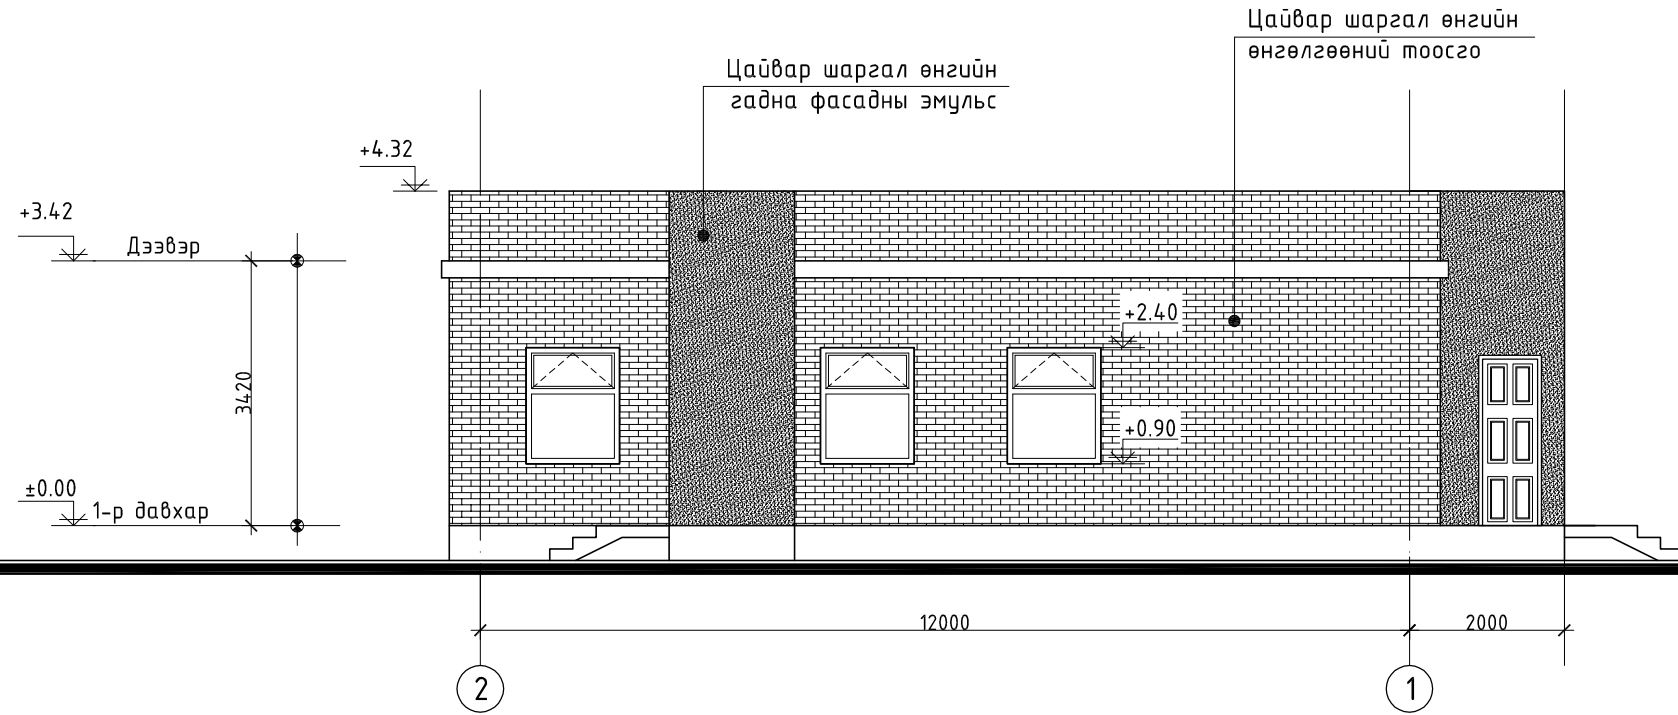 Цайвар шаргал өнгийн
өнгөлгөөний тоосго
Цайвар шаргал өнгийн
гадна фасадны эмульс
+4.32
+3.42
Дээвэр
+2.40
3420
+0.90
±0.00
1-р давхар
12000
2000
2
1